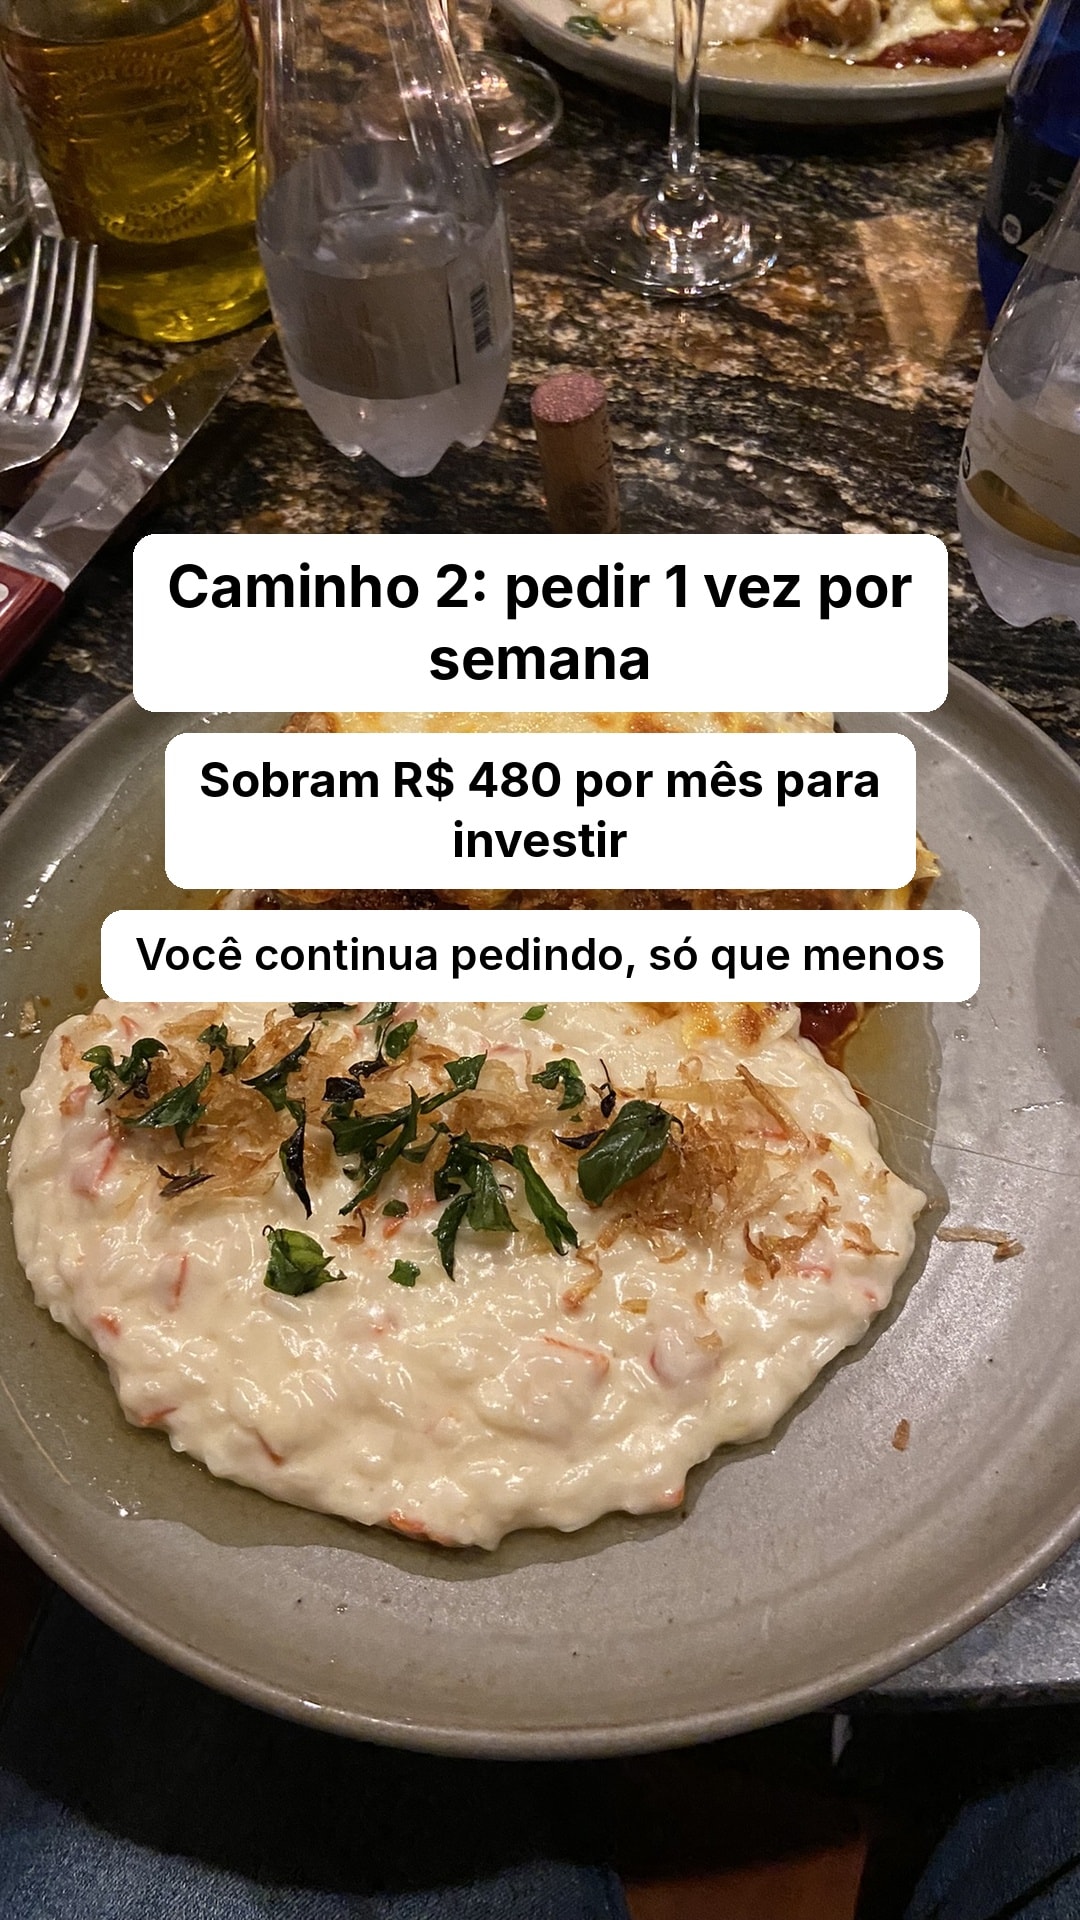 Caminho 2: pedir 1 vez por
semana
Sobram R$ 480 por mês para
investir
Você continua pedindo, só que menos